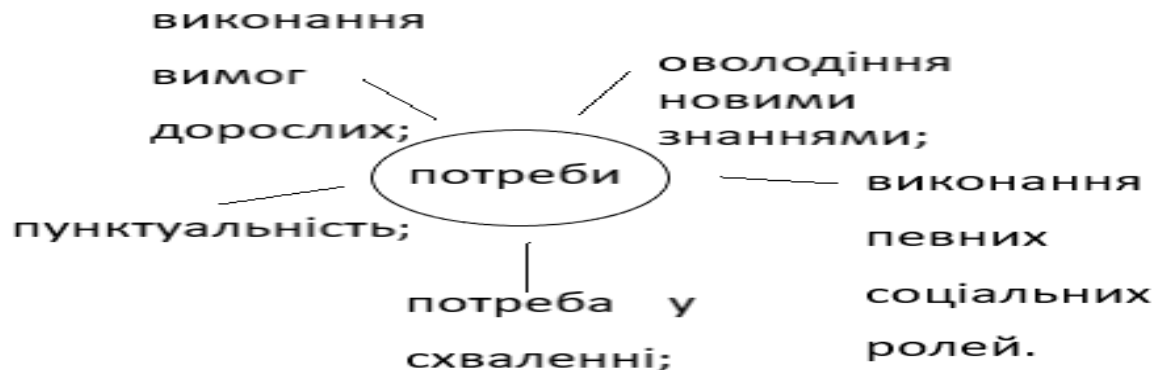 виконання
вимог
дорослих;
оволодіння
новими
знаннями;
потреби
виконання
певних
соціальних
ролей.
пунктуальність;
потреба у
схваленні;